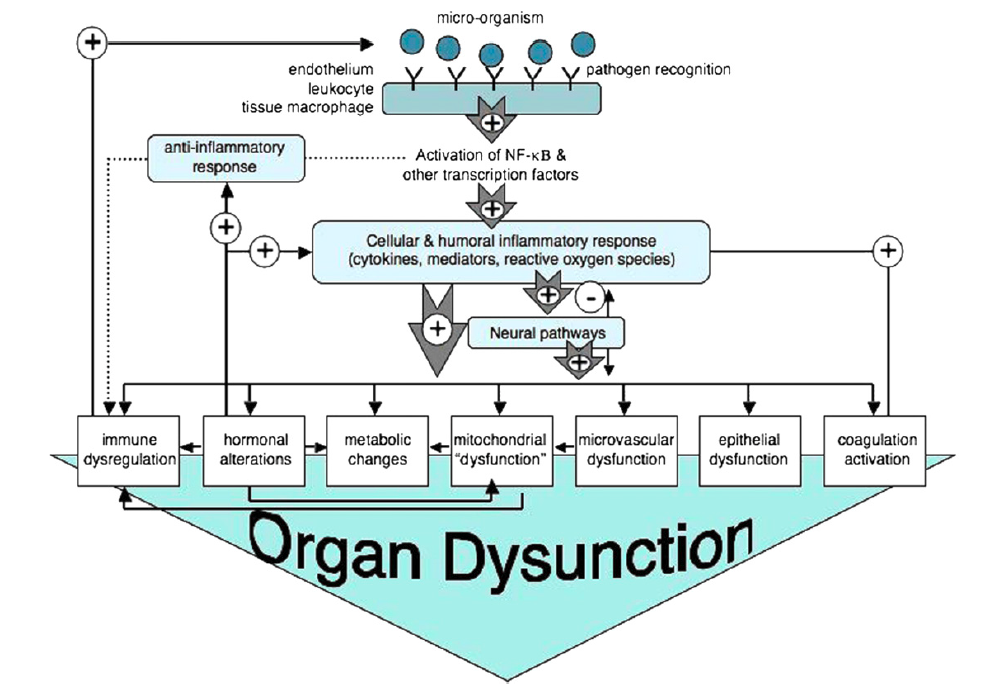 micro-organism
+
endothelium
leukocyte
tissue macrophage
pathogen recognition
+
anti-inflammatory
response
Activation of NF-κB &
other transcription factors
+
+
+
Cellular & humoral inflammatory response
(cytokines, mediators, reactive oxygen species)
+
+
-
+
Neural pathways
+
immune
dysregulation
hormonal
alterations
metabolic
changes
mitochondrial
“dysfunction”
microvascular
dysfunction
epithelial
dysfunction
coagulation
activation
Organ Dysunction